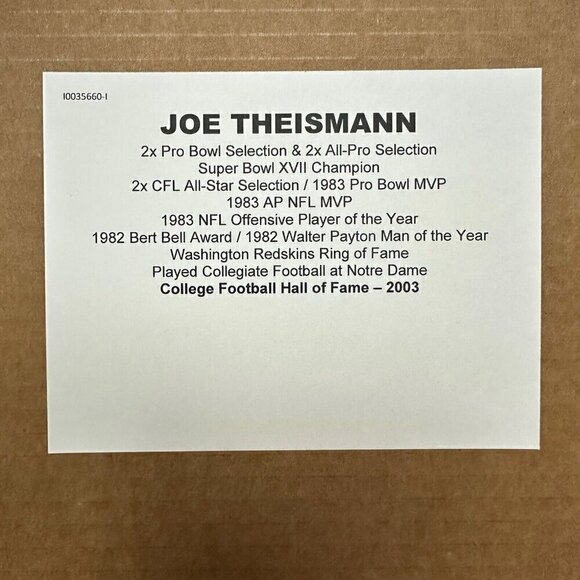 I0035660-I
JOE THEISMANN
2x Pro Bowl Selection & 2x All-Pro Selection
Super Bowl XVII Champion
2x CFL All-Star Selection / 1983 Pro Bowl MVP
1983 AP NFL MVP
1983 NFL Offensive Player of the Year
1982 Bert Bell Award / 1982 Walter Payton Man of the Year
Washington Redskins Ring of Fame
Played Collegiate Football at Notre Dame
College Football Hall of Fame – 2003